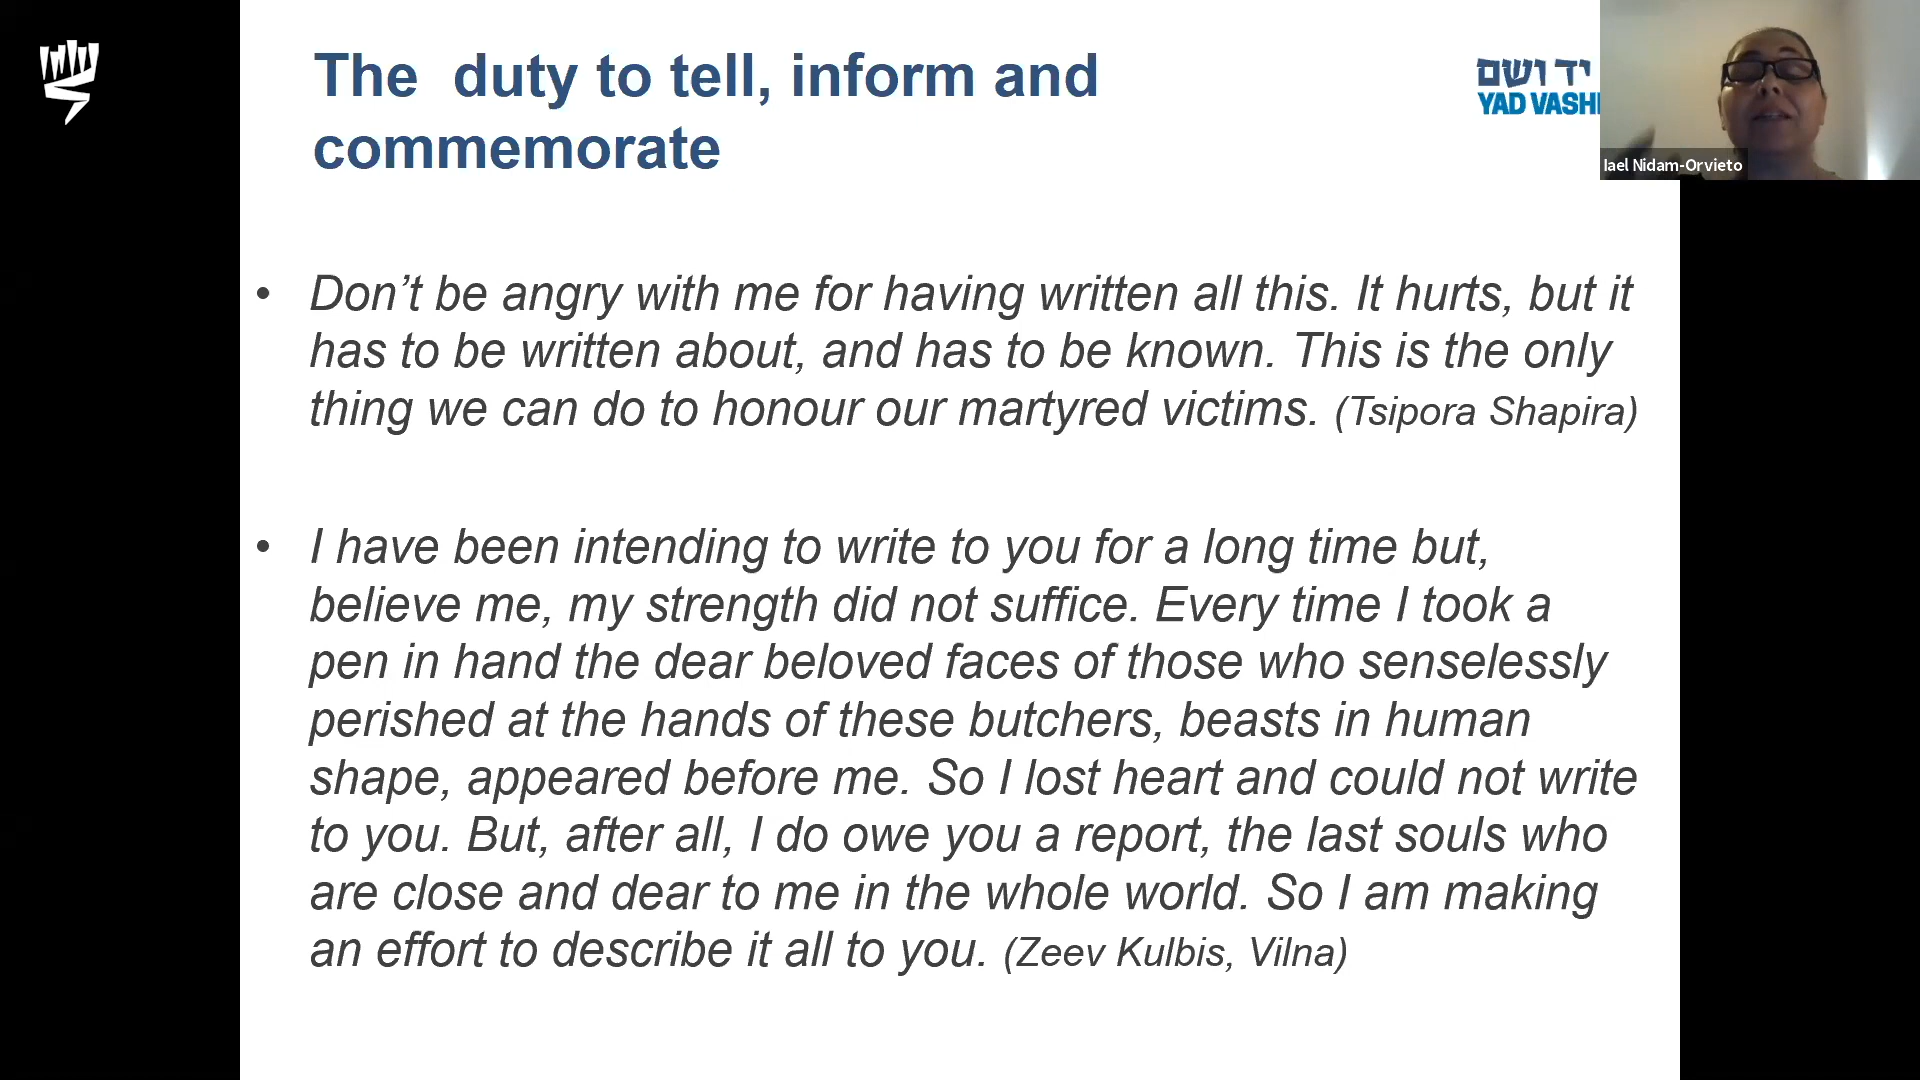 The  duty to tell, inform and
commemorate
יד ושם
YAD VASH
Iael Nidam-Orvieto
• Don’t be angry with me for having written all this. It hurts, but it
has to be written about, and has to be known. This is the only
thing we can do to honour our martyred victims. (Tsipora Shapira)
• I have been intending to write to you for a long time but,
believe me, my strength did not suffice. Every time I took a
pen in hand the dear beloved faces of those who senselessly
perished at the hands of these butchers, beasts in human
shape, appeared before me. So I lost heart and could not write
to you. But, after all, I do owe you a report, the last souls who
are close and dear to me in the whole world. So I am making
an effort to describe it all to you. (Zeev Kulbis, Vilna)